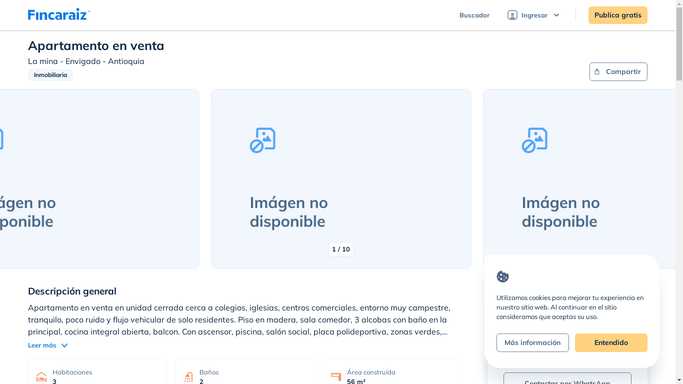 Fincaraíz
Buscador
Ingresar
Publica gratis
Apartamento en venta
La mina - Envigado - Antioquia
Inmobiliaria
Compartir
Imágen no
disponible
Imágen no
disponible
Imágen no
disponible
1 / 10
Descripción general
Apartamento en venta en unidad cerrada cerca a colegios, iglesias, centros comerciales, entorno muy campestre,
tranquilo, poco ruido y flujo vehicular de solo residentes. Piso en madera, sala comedor, 3 alcobas con baño en la
principal, cocina integral abierta, balcon. Con ascensor, piscina, salón social, placa polideportiva, zonas verdes,...
Leer más
Habitaciones
3
Baños
2
Área construida
56 m²
Utilizamos cookies para mejorar tu experiencia en
nuestro sitio web. Al continuar en el sitio
consideramos que aceptas su uso.
Más información
Entendido
Contactar por WhatsApp